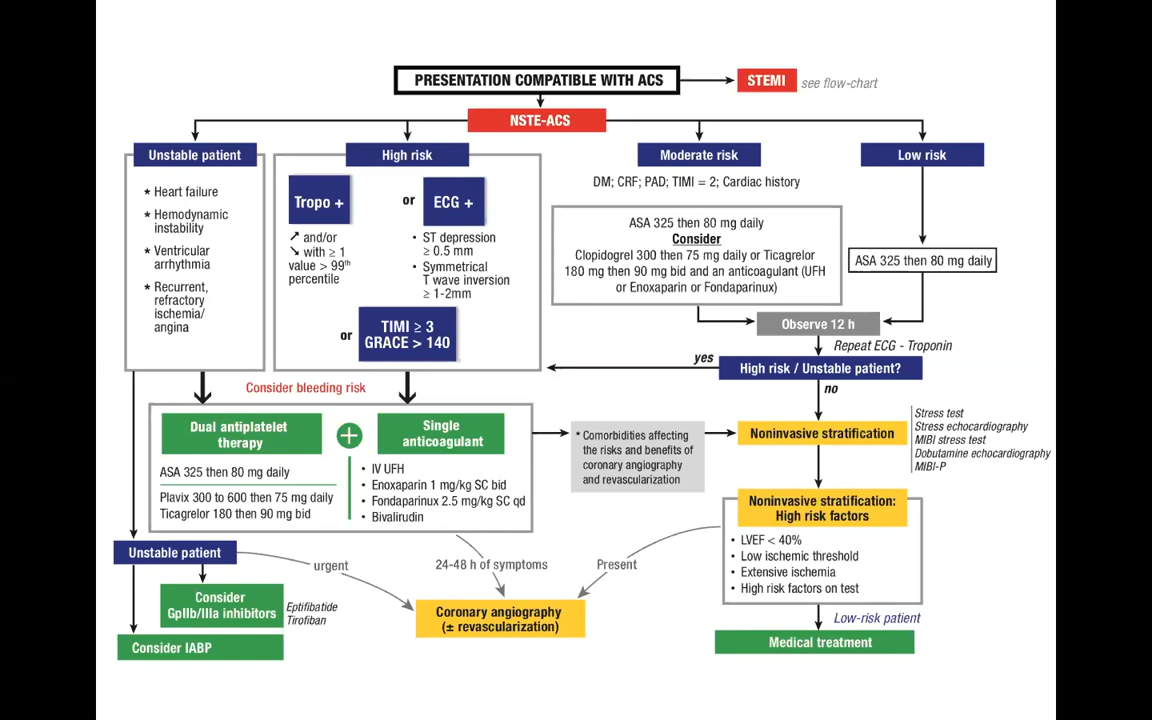 PRESENTATION COMPATIBLE WITH ACS
STEMI
see flow-chart
NSTE-ACS
Unstable patient
High risk
Moderate risk
Low risk
* Heart failure
* Hemodynamic
instability
* Ventricular
arrhythmia
* Recurrent,
refractory
ischemia/
angina
Tropo +
↗ and/or
↘ with ≥ 1
value > 99th
percentile
or
ECG +
• ST depression
≥ 0.5 mm
• Symmetrical
T wave inversion
≥ 1-2mm
or
TIMI ≥ 3
GRACE > 140
DM; CRF; PAD; TIMI = 2; Cardiac history
ASA 325 then 80 mg daily
Consider
Clopidogrel 300 then 75 mg daily or Ticagrelor
180 mg then 90 mg bid and an anticoagulant (UFH
or Enoxaparin or Fondaparinux)
ASA 325 then 80 mg daily
Observe 12 h
Repeat ECG - Troponin
yes
High risk / Unstable patient?
no
Consider bleeding risk
Dual antiplatelet
therapy
+
Single
anticoagulant
ASA 325 then 80 mg daily
Plavix 300 to 600 then 75 mg daily
Ticagrelor 180 then 90 mg bid
• IV UFH
• Enoxaparin 1 mg/kg SC bid
• Fondaparinux 2.5 mg/kg SC qd
• Bivalirudin
* Comorbidities affecting
the risks and benefits of
coronary angiography
and revascularization
Noninvasive stratification
Stress test
Stress echocardiography
MIBI stress test
Dobutamine echocardiography
MIBI-P
Noninvasive stratification:
High risk factors
• LVEF < 40%
• Low ischemic threshold
• Extensive ischemia
• High risk factors on test
Unstable patient
urgent
24-48 h of symptoms
Present
Consider
GpIIb/IIIa inhibitors
Eptifibatide
Tirofiban
Coronary angiography
(± revascularization)
Low-risk patient
Consider IABP
Medical treatment